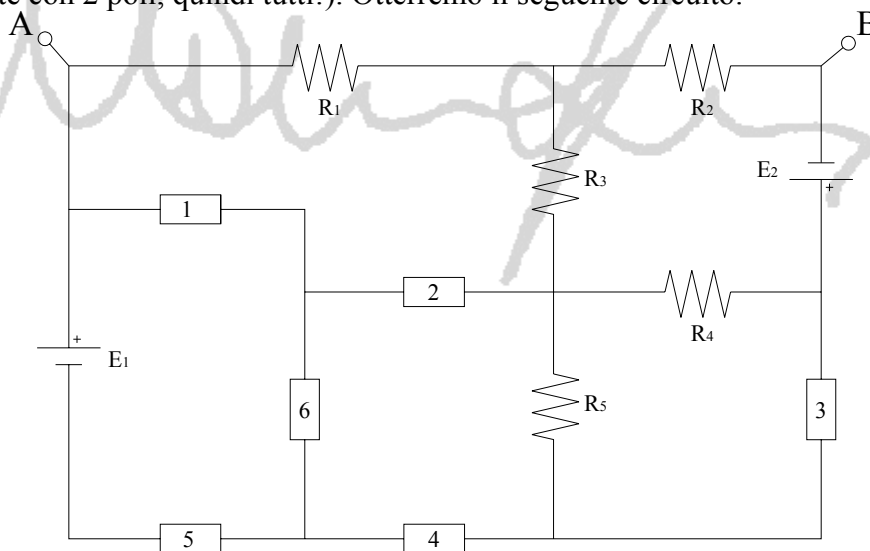 te con 2 poli, quindi tutti!). Otterremo il seguente circuito:
A
B
R1
R2
R3
E2
+
1
2
R4
+
E1
6
R5
3
5
4